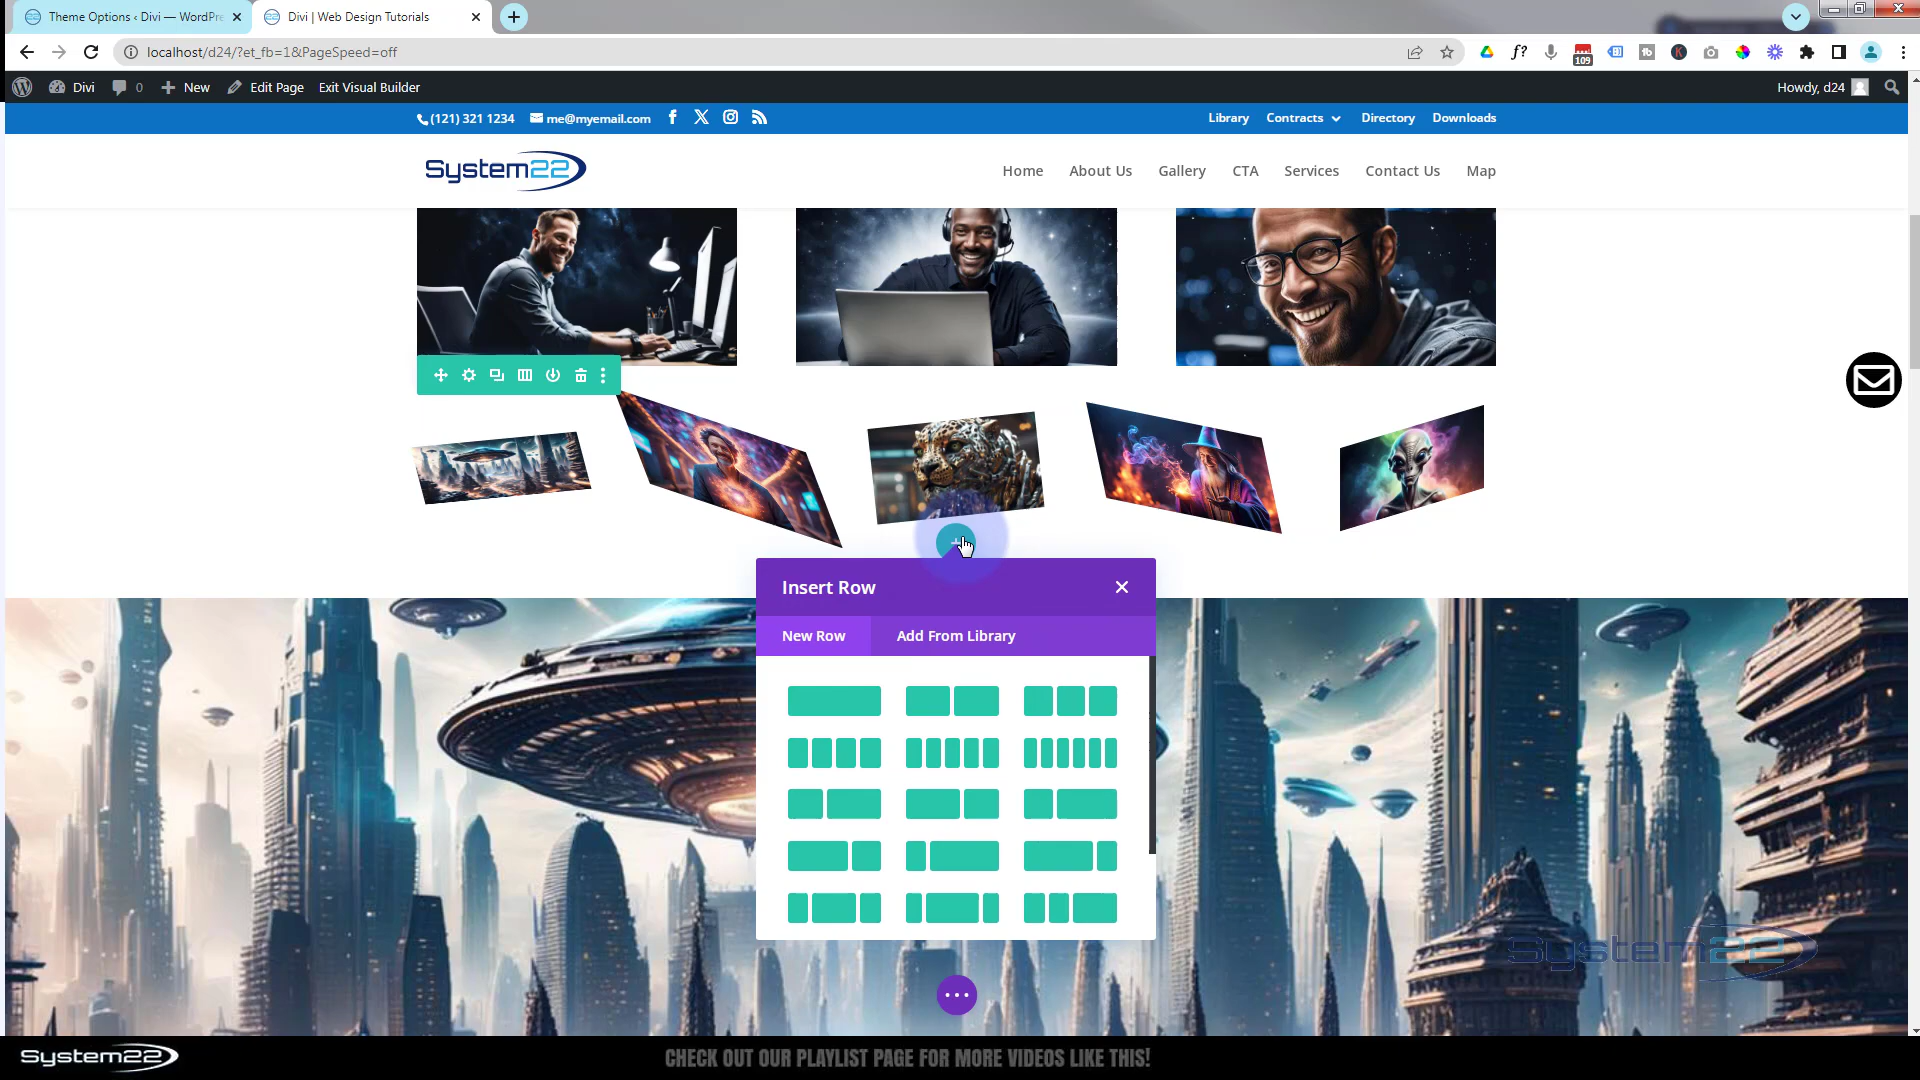 Theme Options ‹ Divi — WordPre
Divi | Web Design Tutorials
localhost/d24/?et_fb=1&PageSpeed=off
109
Divi
0
New
Edit Page
Exit Visual Builder
Howdy, d24
(121) 321 1234
me@myemail.com
Library
Contracts
Directory
Downloads
System22
Home
About Us
Gallery
CTA
Services
Contact Us
Map
Insert Row
New Row
Add From Library
System22
System22
CHECK OUT OUR PLAYLIST PAGE FOR MORE VIDEOS LIKE THIS!